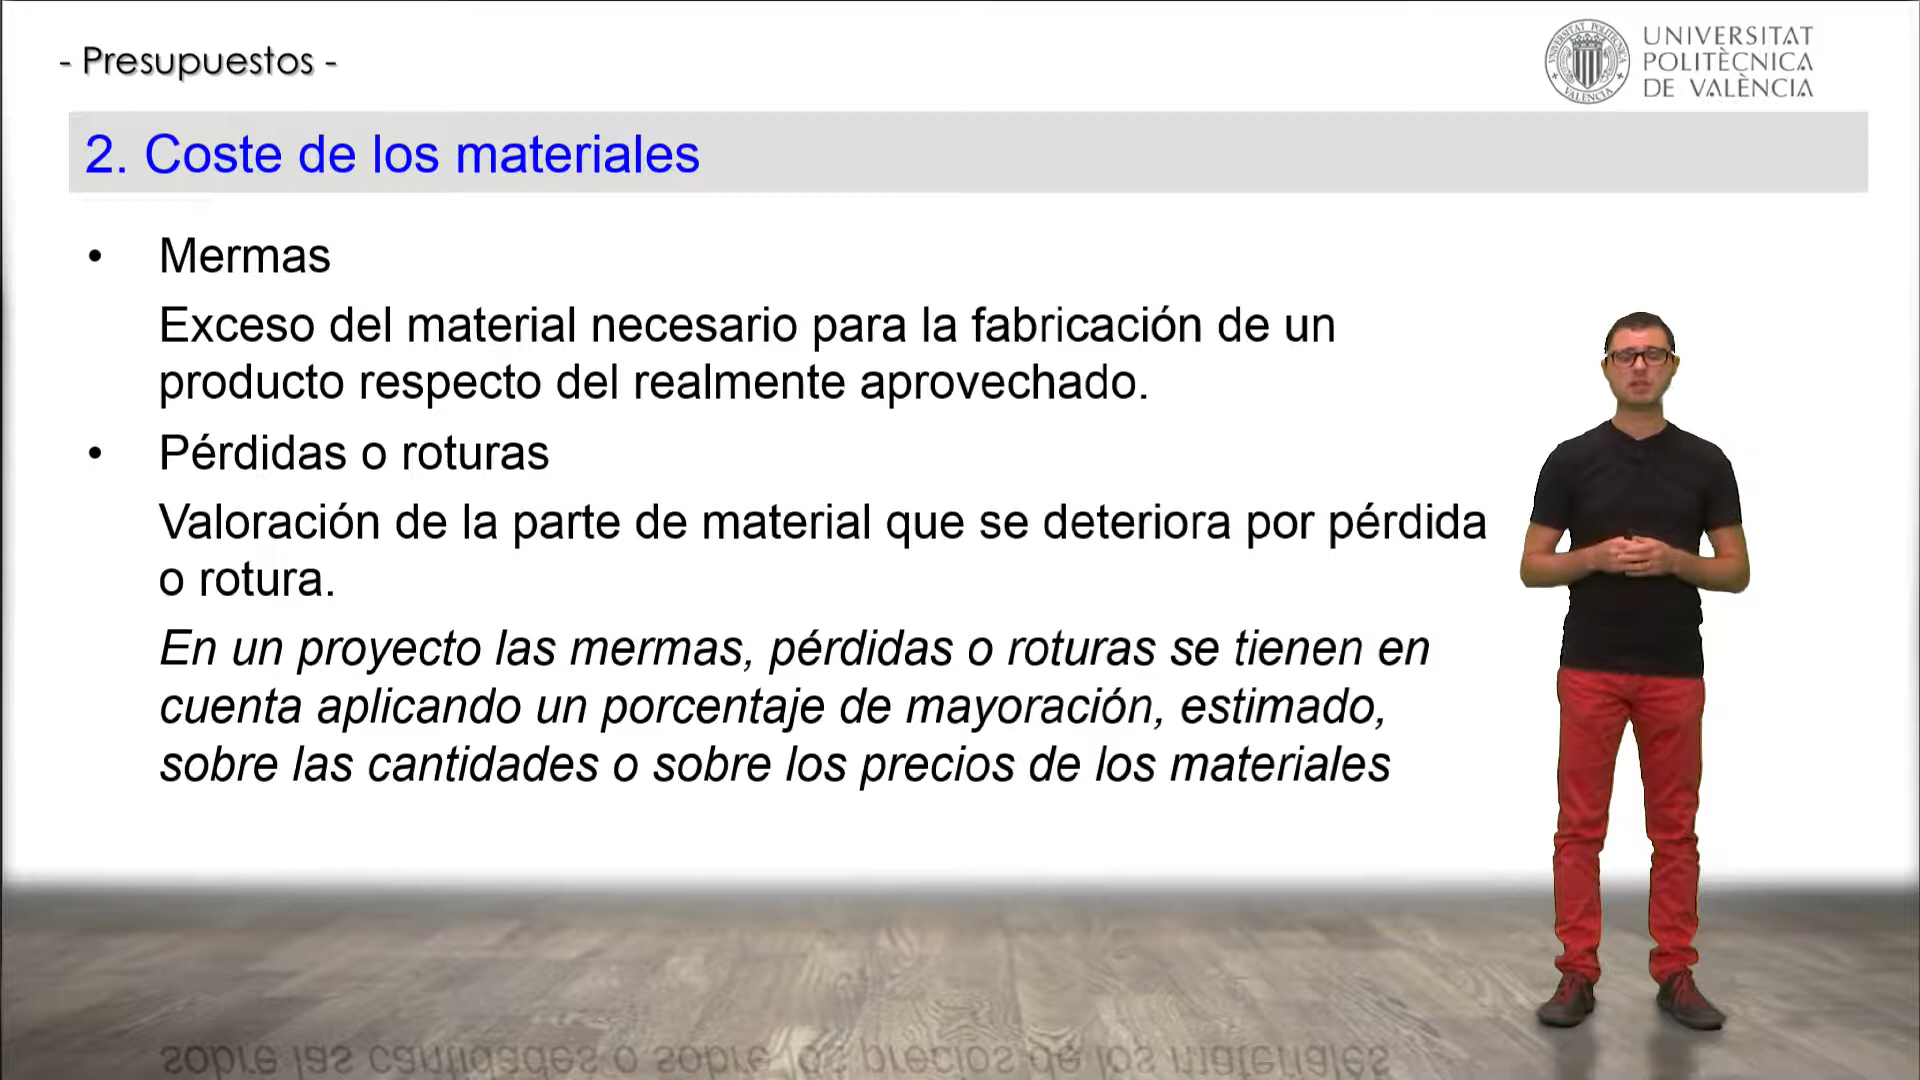 - Presupuestos -
UNIVERSITAT
POLITÈCNICA
DE VALÈNCIA
2. Coste de los materiales
• Mermas
Exceso del material necesario para la fabricación de un
producto respecto del realmente aprovechado.
• Pérdidas o roturas
Valoración de la parte de material que se deteriora por pérdida
o rotura.
En un proyecto las mermas, pérdidas o roturas se tienen en
cuenta aplicando un porcentaje de mayoración, estimado,
sobre las cantidades o sobre los precios de los materiales